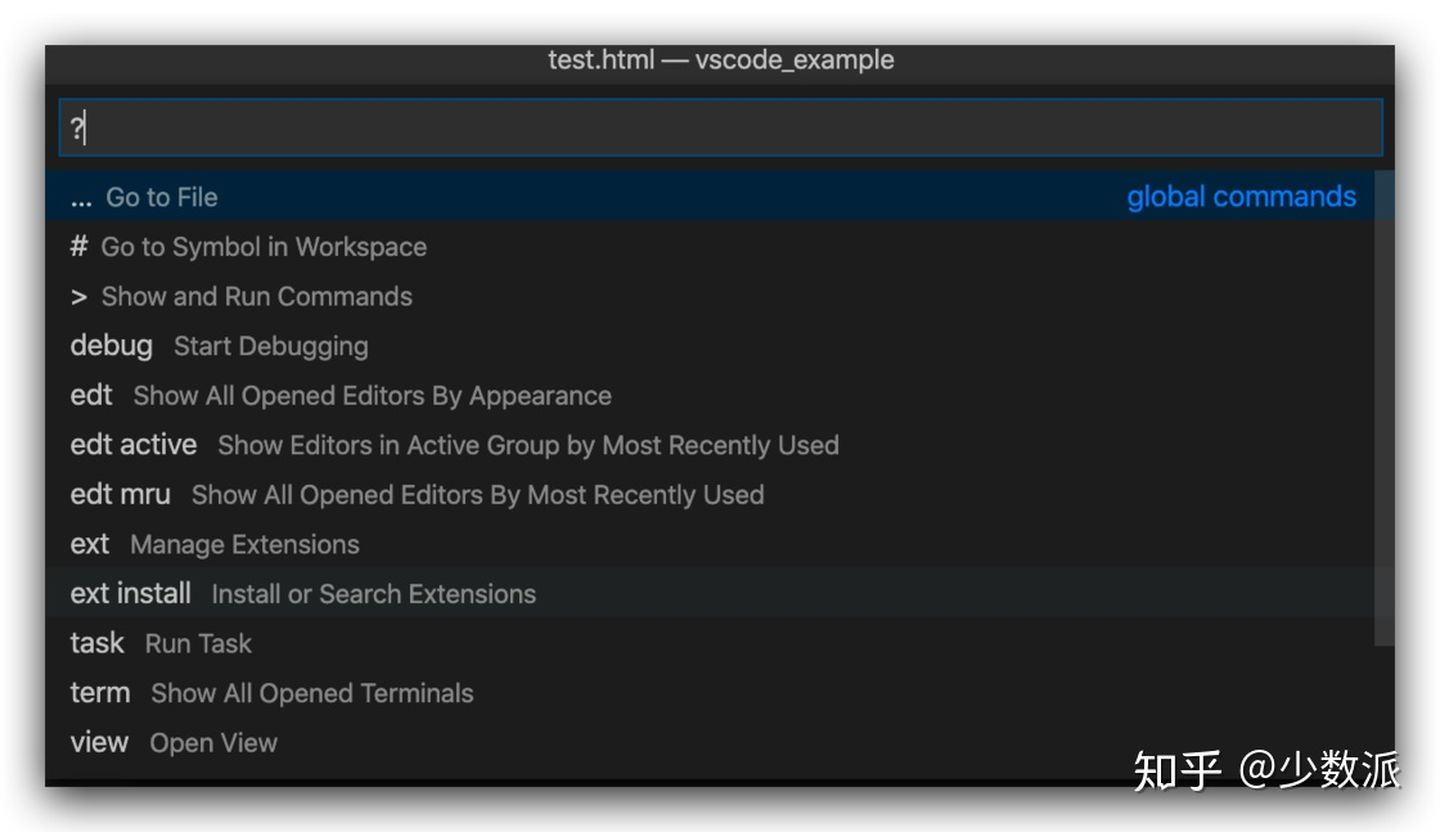 test.html — vscode_example
?
... Go to File global commands
# Go to Symbol in Workspace
> Show and Run Commands
debug Start Debugging
edt Show All Opened Editors By Appearance
edt active Show Editors in Active Group by Most Recently Used
edt mru Show All Opened Editors By Most Recently Used
ext Manage Extensions
ext install Install or Search Extensions
task Run Task
term Show All Opened Terminals
view Open View
知乎 @少数派